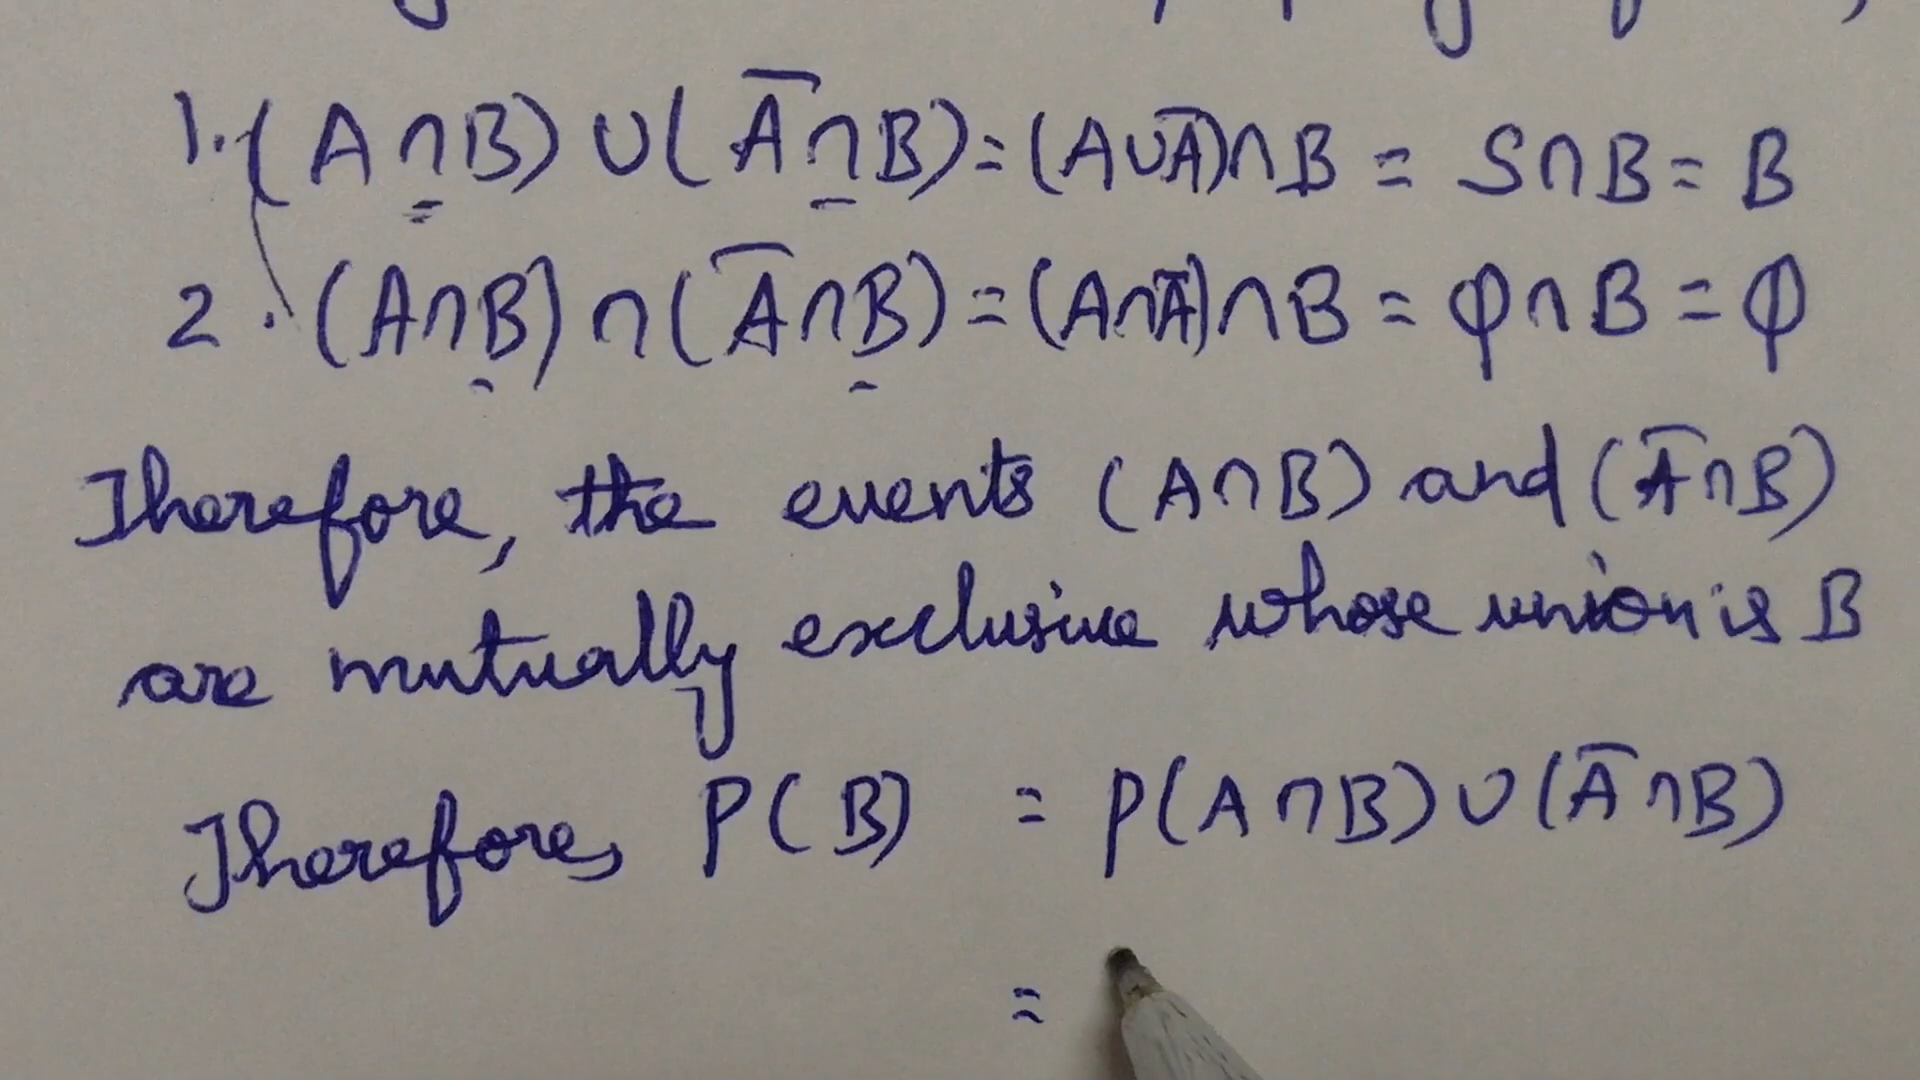 1. (A∩B) ∪ (A̅∩B) = (A∪A̅)∩B = S∩B = B
2. (A∩B) ∩ (A̅∩B) = (A∩A̅)∩B = φ∩B = φ
Therefore, the events (A∩B) and (A̅∩B)
are mutually exclusive whose union is B
Therefore, P(B) = P(A∩B) ∪ (A̅∩B)
=